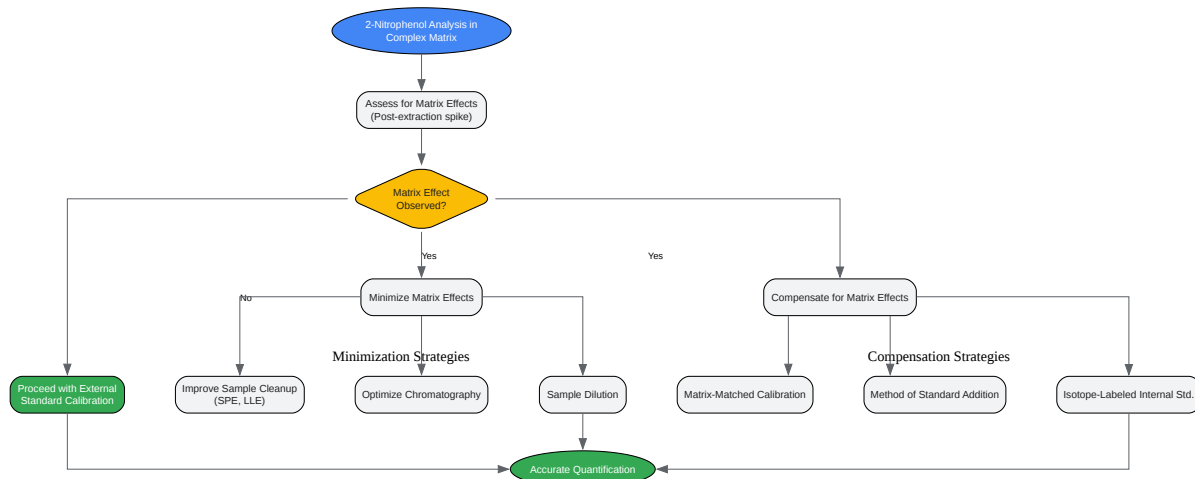 2-Nitrophenol Analysis in
Complex Matrix
Assess for Matrix Effects
(Post-extraction spike)
Matrix Effect
Observed?
Yes
Yes
No
Minimize Matrix Effects
Compensate for Matrix Effects
Minimization Strategies
Compensation Strategies
Proceed with External
Standard Calibration
Improve Sample Cleanup
(SPE, LLE)
Optimize Chromatography
Sample Dilution
Matrix-Matched Calibration
Method of Standard Addition
Isotope-Labeled Internal Std.
Accurate Quantification